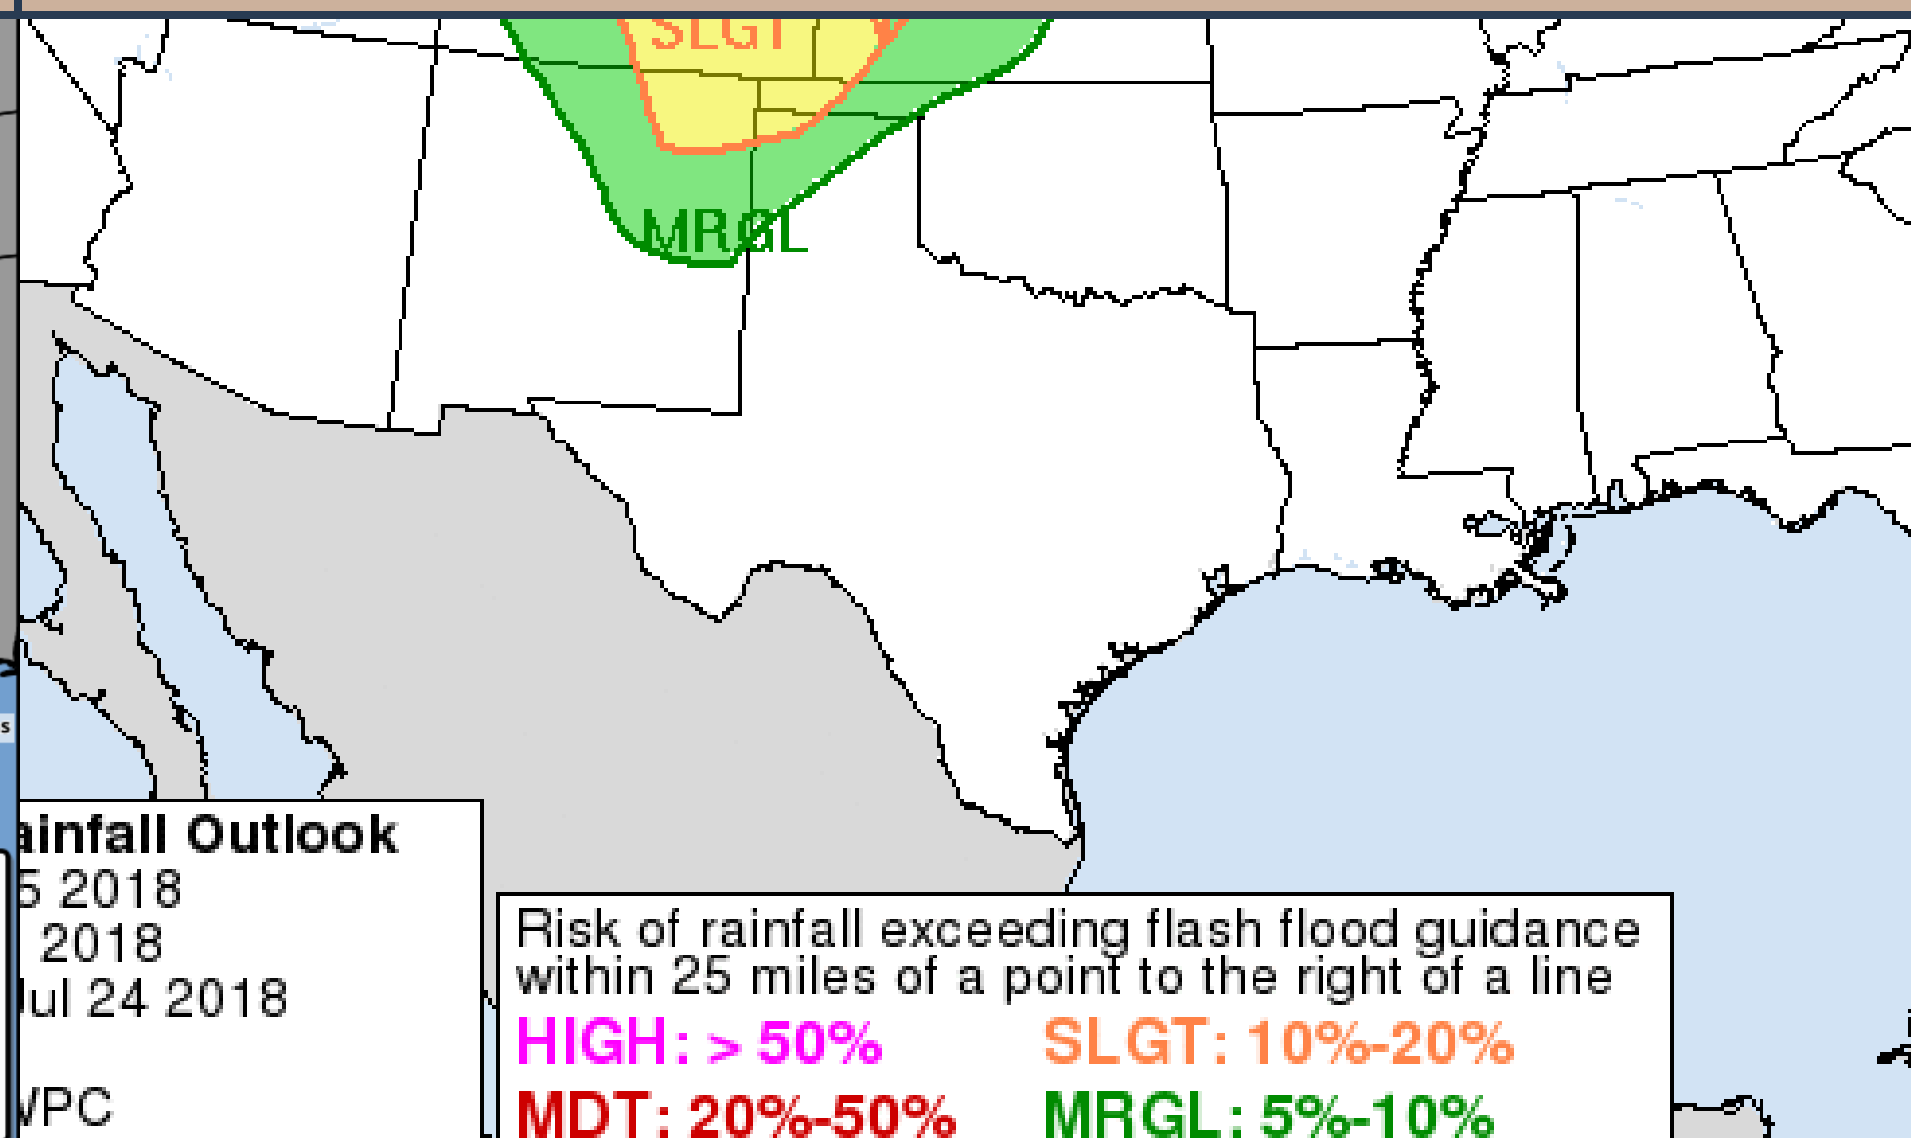 SLGT
MRGL
s
ainfall Outlook
5 2018
2018
Jul 24 2018
WPC
Risk of rainfall exceeding flash flood guidance
within 25 miles of a point to the right of a line
HIGH: > 50% SLGT: 10%-20%
MDT: 20%-50% MRGL: 5%-10%